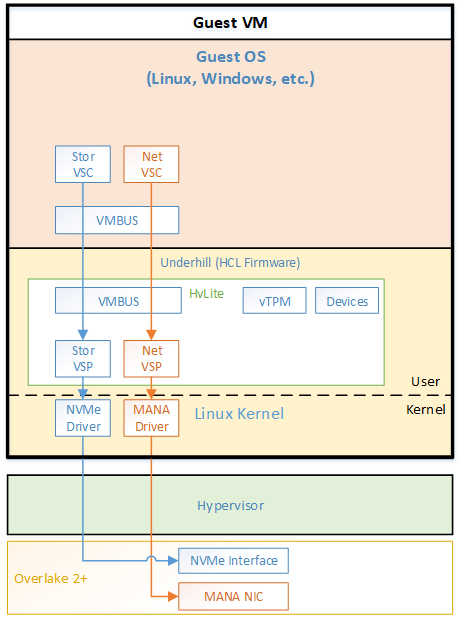 Guest VM
Guest OS
(Linux, Windows, etc.)
Stor
VSC
Net
VSC
VMBUS
Underhill (HCL Firmware)
HvLite
VMBUS
vTPM
Devices
Stor
VSP
Net
VSP
User
Kernel
NVMe
Driver
MANA
Driver
Linux Kernel
Hypervisor
NVMe Interface
Overlake 2+
MANA NIC